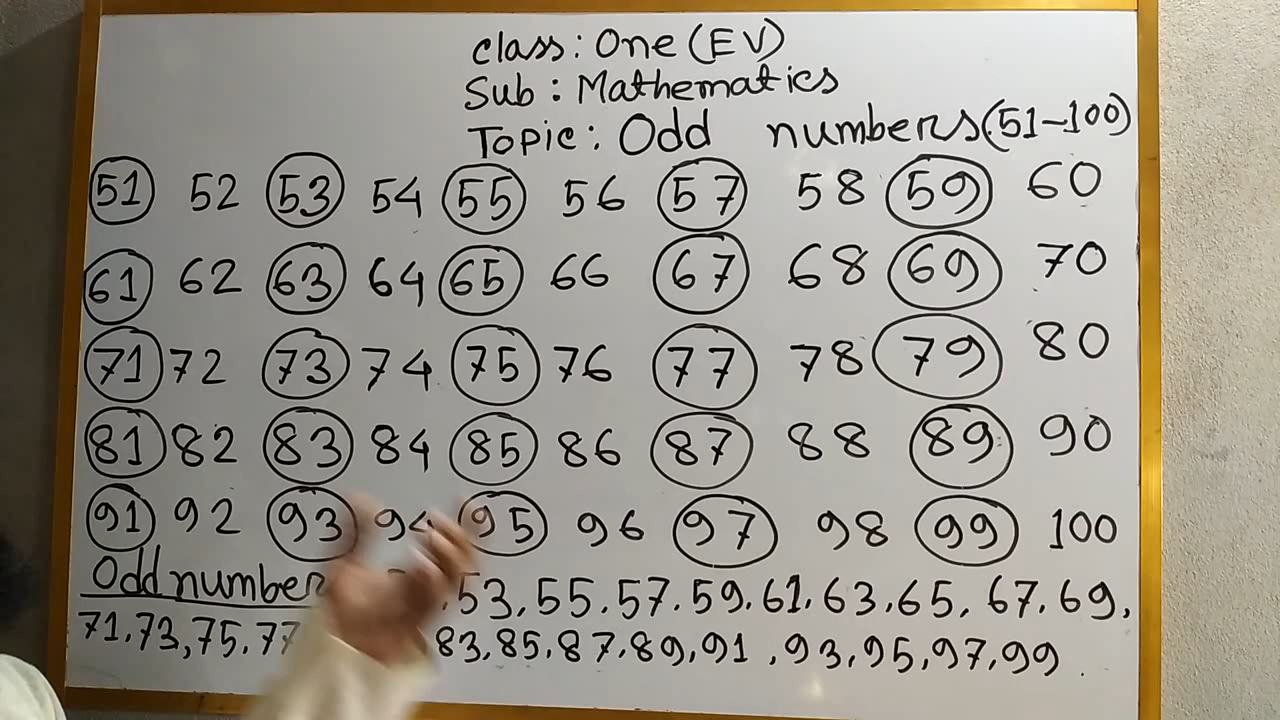 class: One (EV)
Sub: Mathematics
Topic: Odd numbers (51-100)
51 52 53 54 55 56 57 58 59 60
61 62 63 64 65 66 67 68 69 70
71 72 73 74 75 76 77 78 79 80
81 82 83 84 85 86 87 88 89 90
91 92 93 94 95 96 97 98 99 100
Odd number 53, 55, 57, 59, 61, 63, 65, 67, 69,
71, 73, 75, 77 83, 85, 87, 89, 91, 93, 95, 97, 99